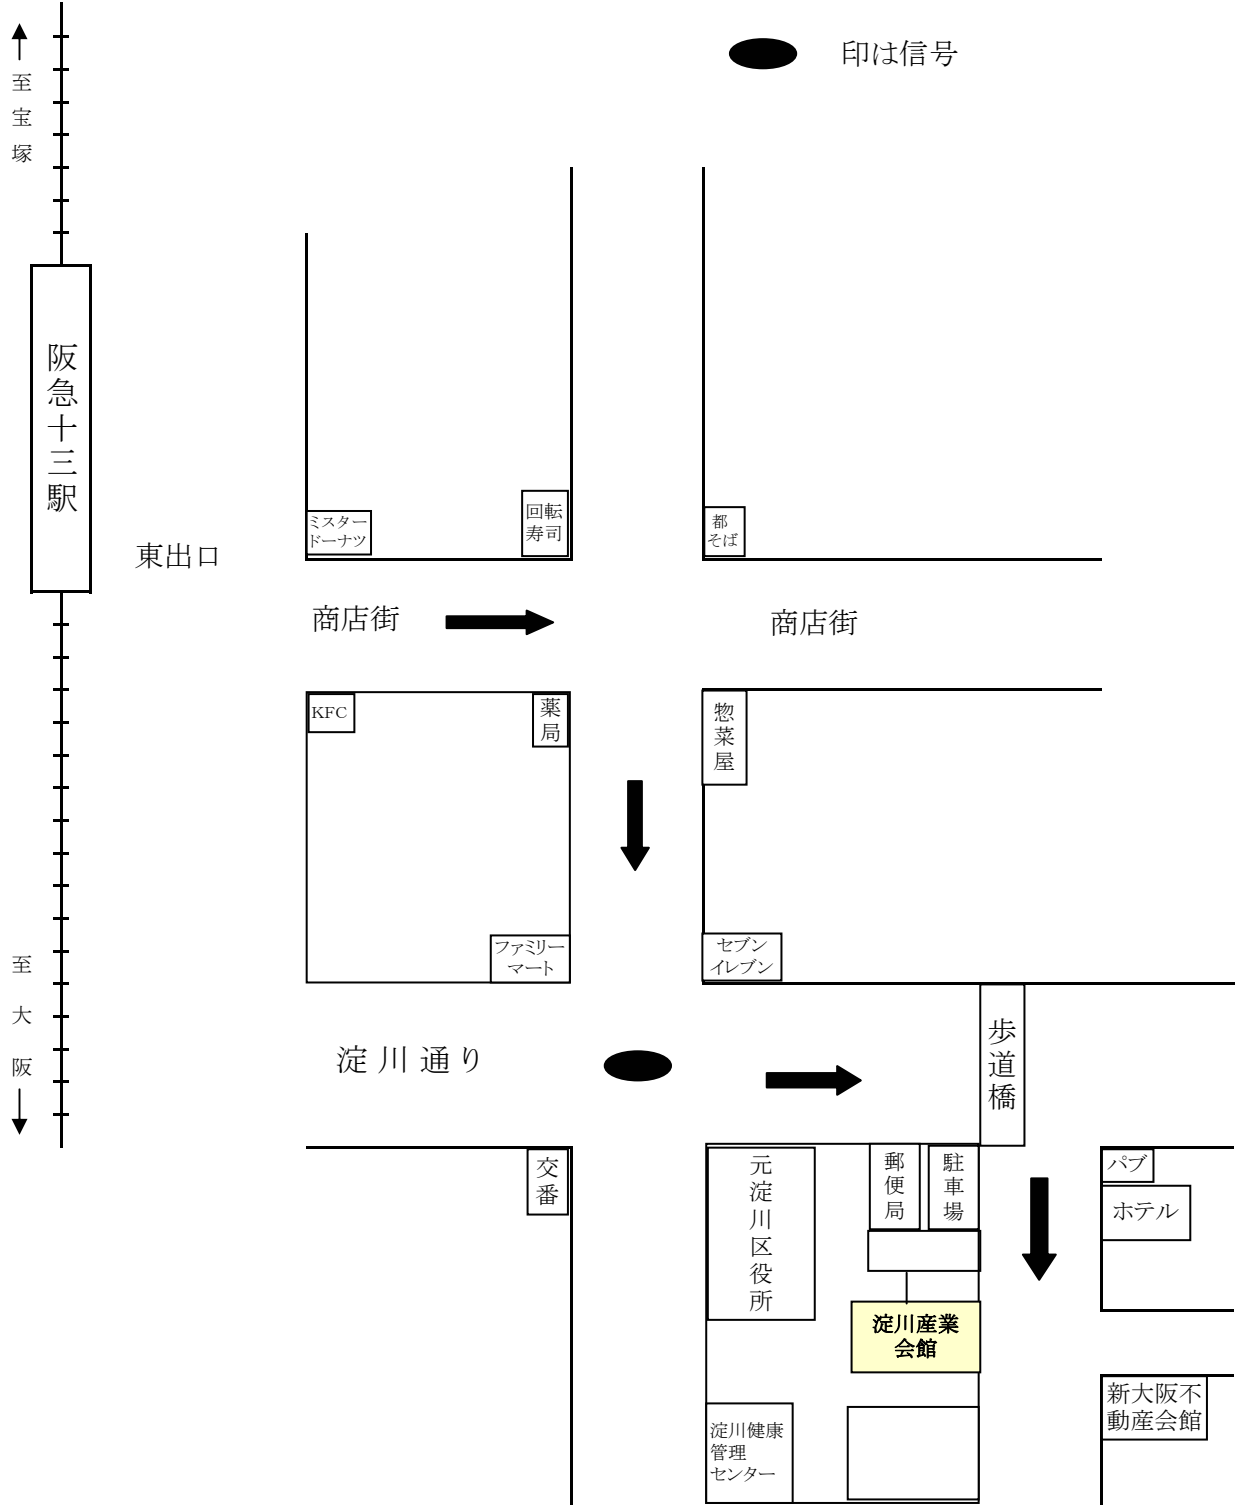 印は信号
至宝塚
阪急十三駅
ミスター
ドーナツ
回転
寿司
都
そば
東出口
商店街
商店街
KFC
薬局
惣菜屋
ファミリー
マート
セブン
イレブン
至大阪
淀川通り
歩道橋
交番
元淀川区役所
郵便局
駐車場
パブ
ホテル
淀川産業
会館
新大阪不
動産会館
淀川健康
管理
センター